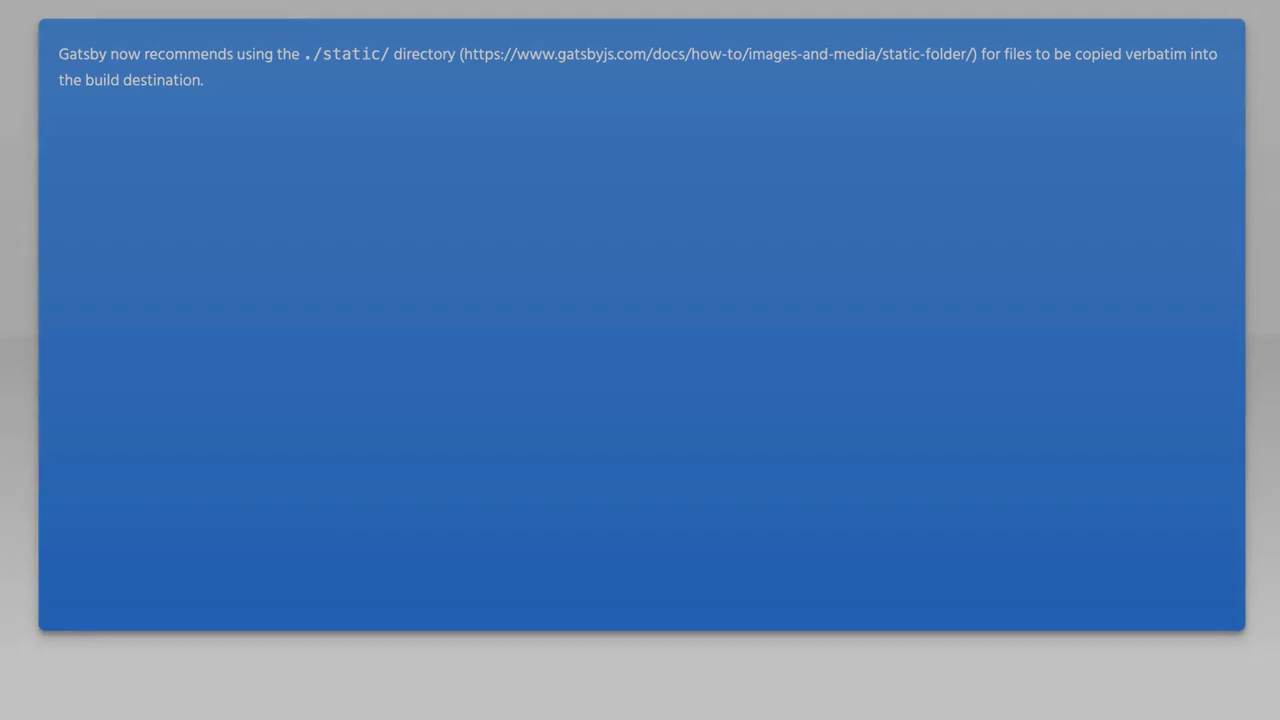 Gatsby now recommends using the ./static/ directory (https://www.gatsbyjs.com/docs/how-to/images-and-media/static-folder/) for files to be copied verbatim into
the build destination.